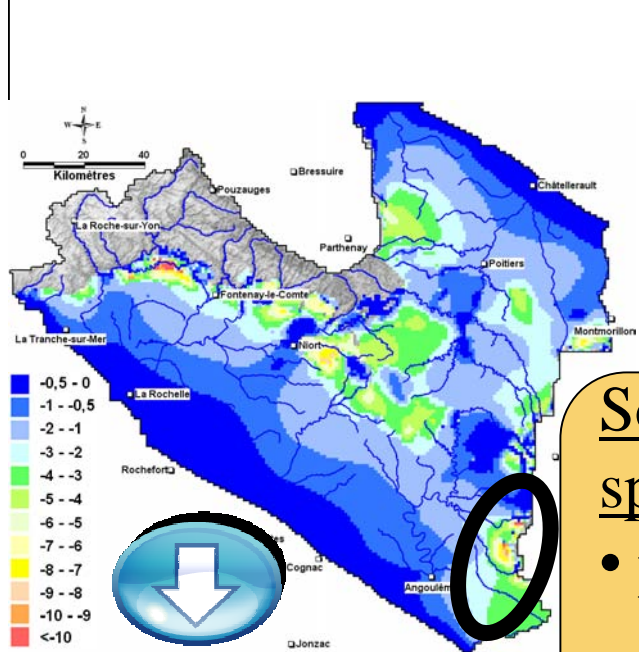 N
W E
S
0 20 40
Kilomètres
Bressuire
Pouzauges
Châtellerault
La Roche-sur-Yon
Parthenay
Poitiers
Fontenay-le-Comte
Montmorillon
La Tranche-sur-Mer
Niort
La Rochelle
Rochefort
Cognac
Angoulêm
Jonzac
-0,5 - 0
-1 - -0,5
-2 - -1
-3 - -2
-4 - -3
-5 - -4
-6 - -5
-7 - -6
-8 - -7
-9 - -8
-10 - -9
<-10
sp
•